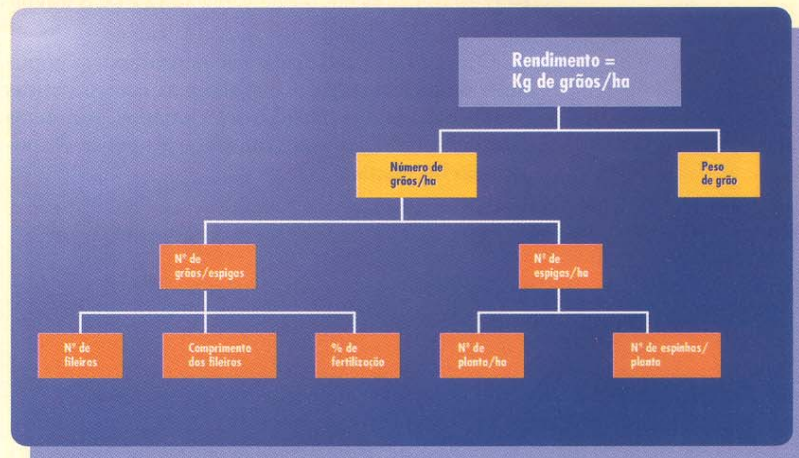 Rendimento =
Kg de grãos/ha
Número de
grãos/ha
Peso
de grão
Nº de
grãos/espigas
Nº de
espigas/ha
Nº de
fileiras
Comprimento
das fileiras
% de
fertilização
Nº de
planta/ha
Nº de espinhas/
planta